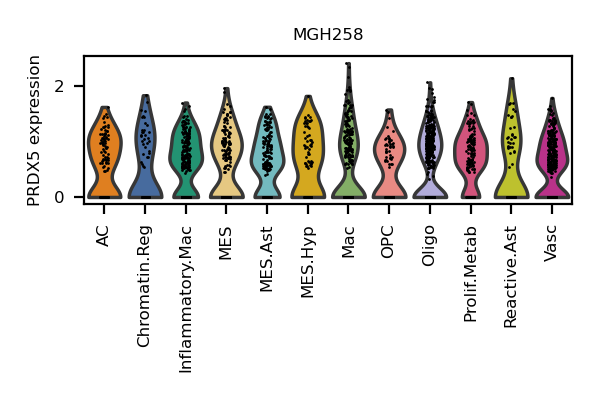 MGH258
PRDX5 expression
2
0
AC
Chromatin.Reg
Inflammatory.Mac
MES
MES.Ast
MES.Hyp
Mac
OPC
Oligo
Prolif.Metab
Reactive.Ast
Vasc